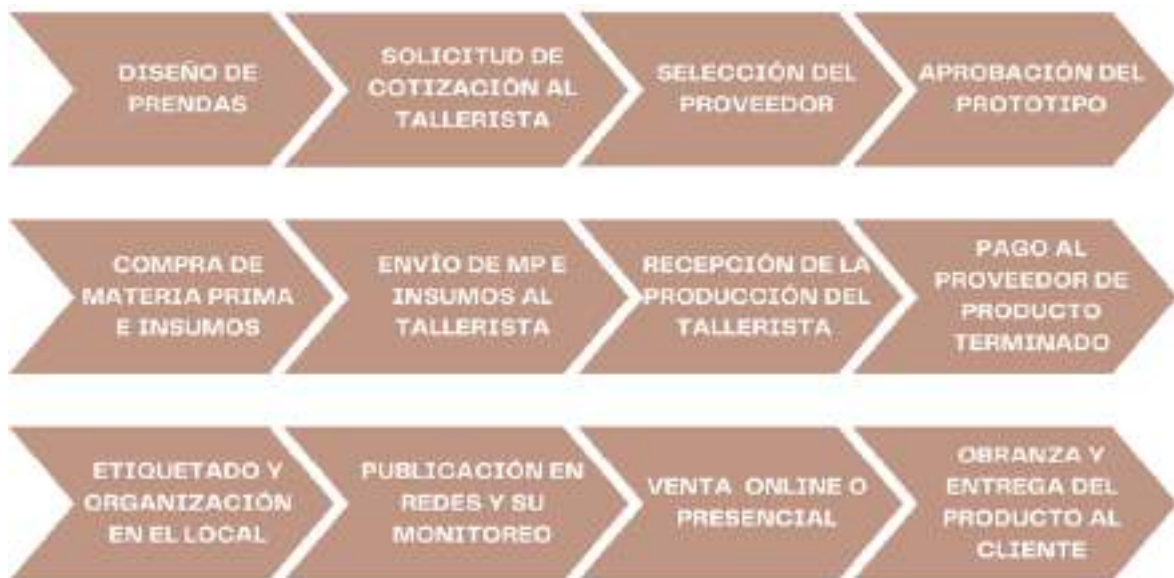 DISEÑO DE
PRENDAS
SOLICITUD DE
COTIZACIÓN AL
TALLERISTA
SELECCIÓN DEL
PROVEEDOR
APROBACIÓN DEL
PROTOTIPO
COMPRA DE
MATERIA PRIMA
E INSUMOS
ENVÍO DE MP E
INSUMOS AL
TALLERISTA
RECEPCIÓN DE LA
PRODUCCIÓN DEL
TALLERISTA
PAGO AL
PROVEEDOR DE
PRODUCTO
TERMINADO
ETIQUETADO Y
ORGANIZACIÓN
EN EL LOCAL
PUBLICACIÓN EN
REDES Y SU
MONITOREO
VENTA ONLINE O
PRESENCIAL
OBRANZA Y
ENTREGA DEL
PRODUCTO AL
CLIENTE